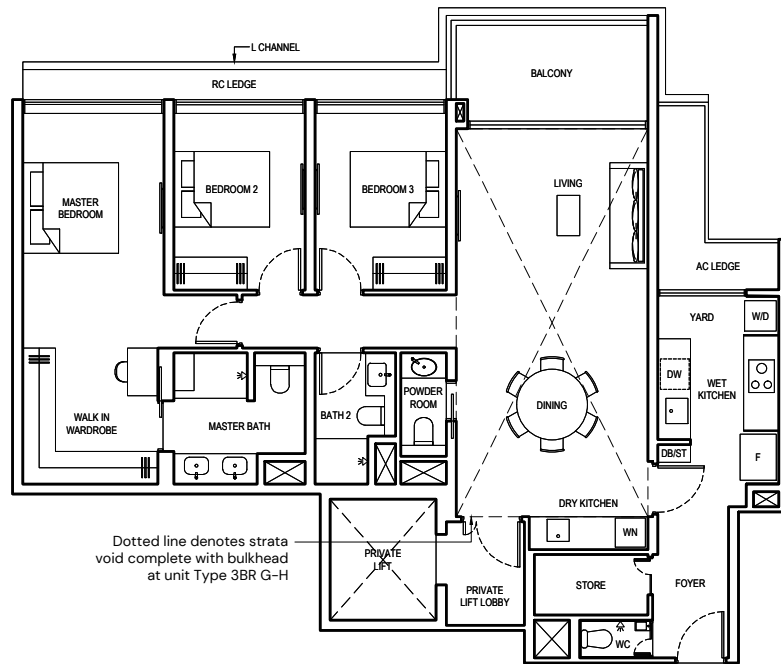 L CHANNEL
RC LEDGE
BALCONY
MASTER
BEDROOM
BEDROOM 2
BEDROOM 3
LIVING
AC LEDGE
YARD
W/D
DW
WET
KITCHEN
WALK IN
WARDROBE
MASTER BATH
BATH 2
POWDER
ROOM
DINING
DB/ST
F
DRY KITCHEN
WN
Dotted line denotes strata
void complete with bulkhead
at unit Type 3BR G-H
PRIVATE
LIFT
PRIVATE
LIFT LOBBY
STORE
FOYER
WC